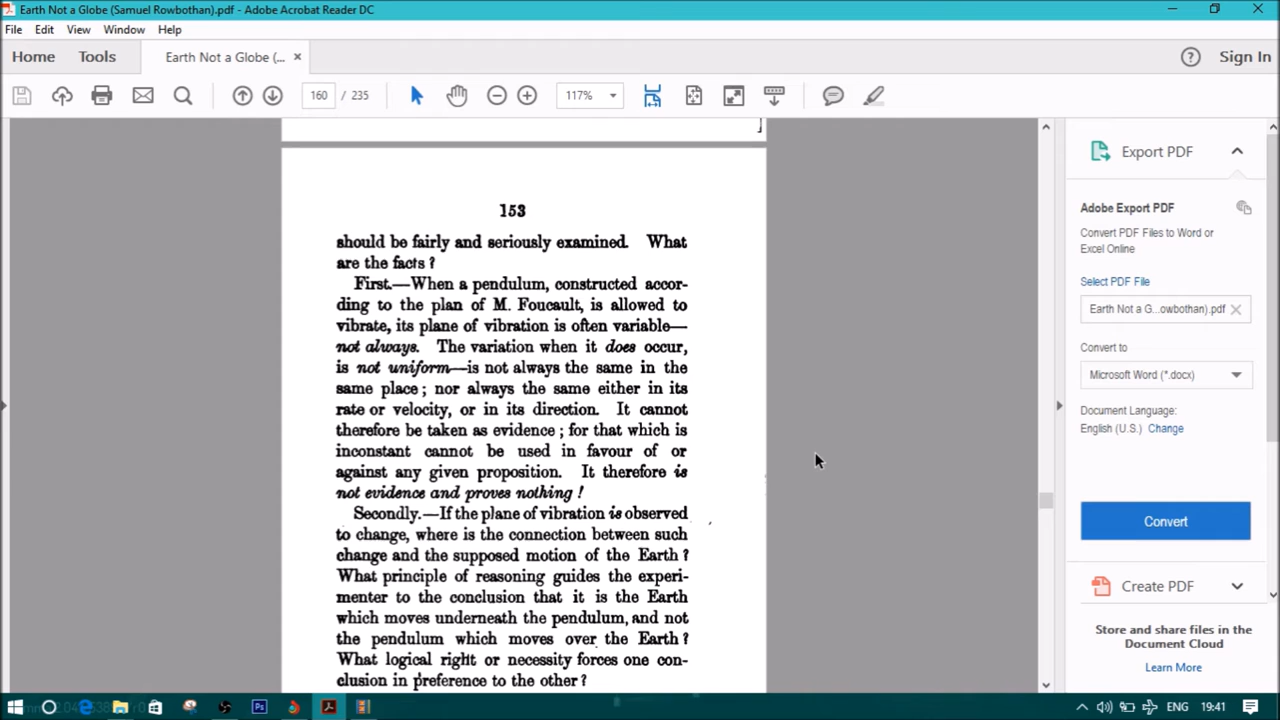 Earth Not a Globe (Samuel Rowbothan).pdf - Adobe Acrobat Reader DC
File Edit View Window Help
Home Tools Earth Not a Globe (... ×
Sign In
160 / 235
117%
153
should be fairly and seriously examined. What
are the facts ?
First.—When a pendulum, constructed accor-
ding to the plan of M. Foucault, is allowed to
vibrate, its plane of vibration is often variable—
not always. The variation when it does occur,
is not uniform—is not always the same in the
same place ; nor always the same either in its
rate or velocity, or in its direction. It cannot
therefore be taken as evidence ; for that which is
inconstant cannot be used in favour of or
against any given proposition. It therefore is
not evidence and proves nothing !
Secondly.—If the plane of vibration is observed
to change, where is the connection between such
change and the supposed motion of the Earth ?
What principle of reasoning guides the experi-
menter to the conclusion that it is the Earth
which moves underneath the pendulum, and not
the pendulum which moves over the Earth ?
What logical right or necessity forces one con-
clusion in preference to the other ?
Export PDF
Adobe Export PDF
Convert PDF Files to Word or
Excel Online
Select PDF File
Earth Not a G...owbothan).pdf
Convert to
Microsoft Word (*.docx)
Document Language:
English (U.S.) Change
Convert
Create PDF
Store and share files in the
Document Cloud
Learn More
ENG 19:41